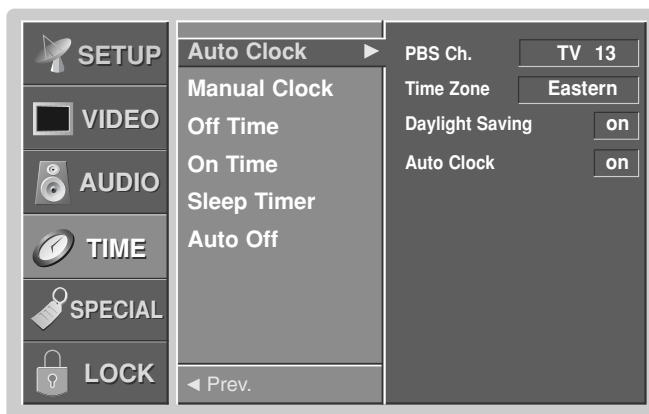 SETUP
VIDEO
AUDIO
TIME
SPECIAL
LOCK
Auto Clock ►
Manual Clock
Off Time
On Time
Sleep Timer
Auto Off
◄ Prev.
PBS Ch. TV 13
Time Zone Eastern
Daylight Saving on
Auto Clock on